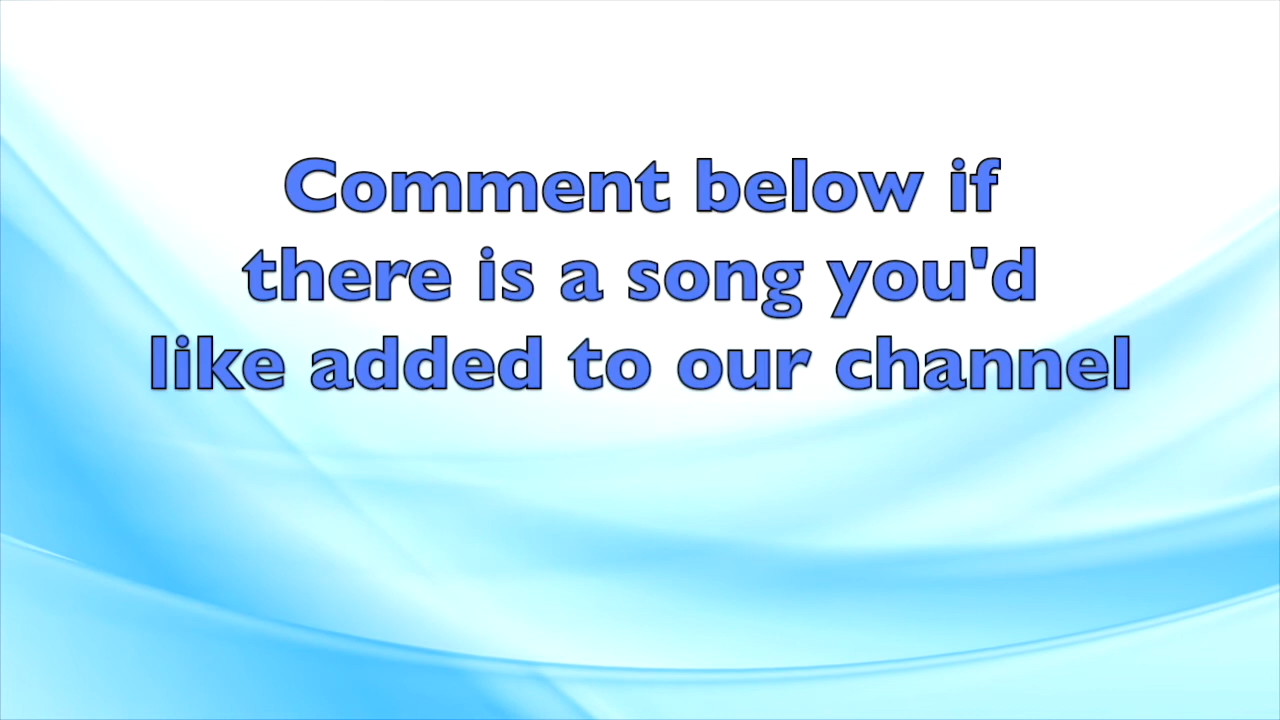 Comment below if
there is a song you'd
like added to our channel